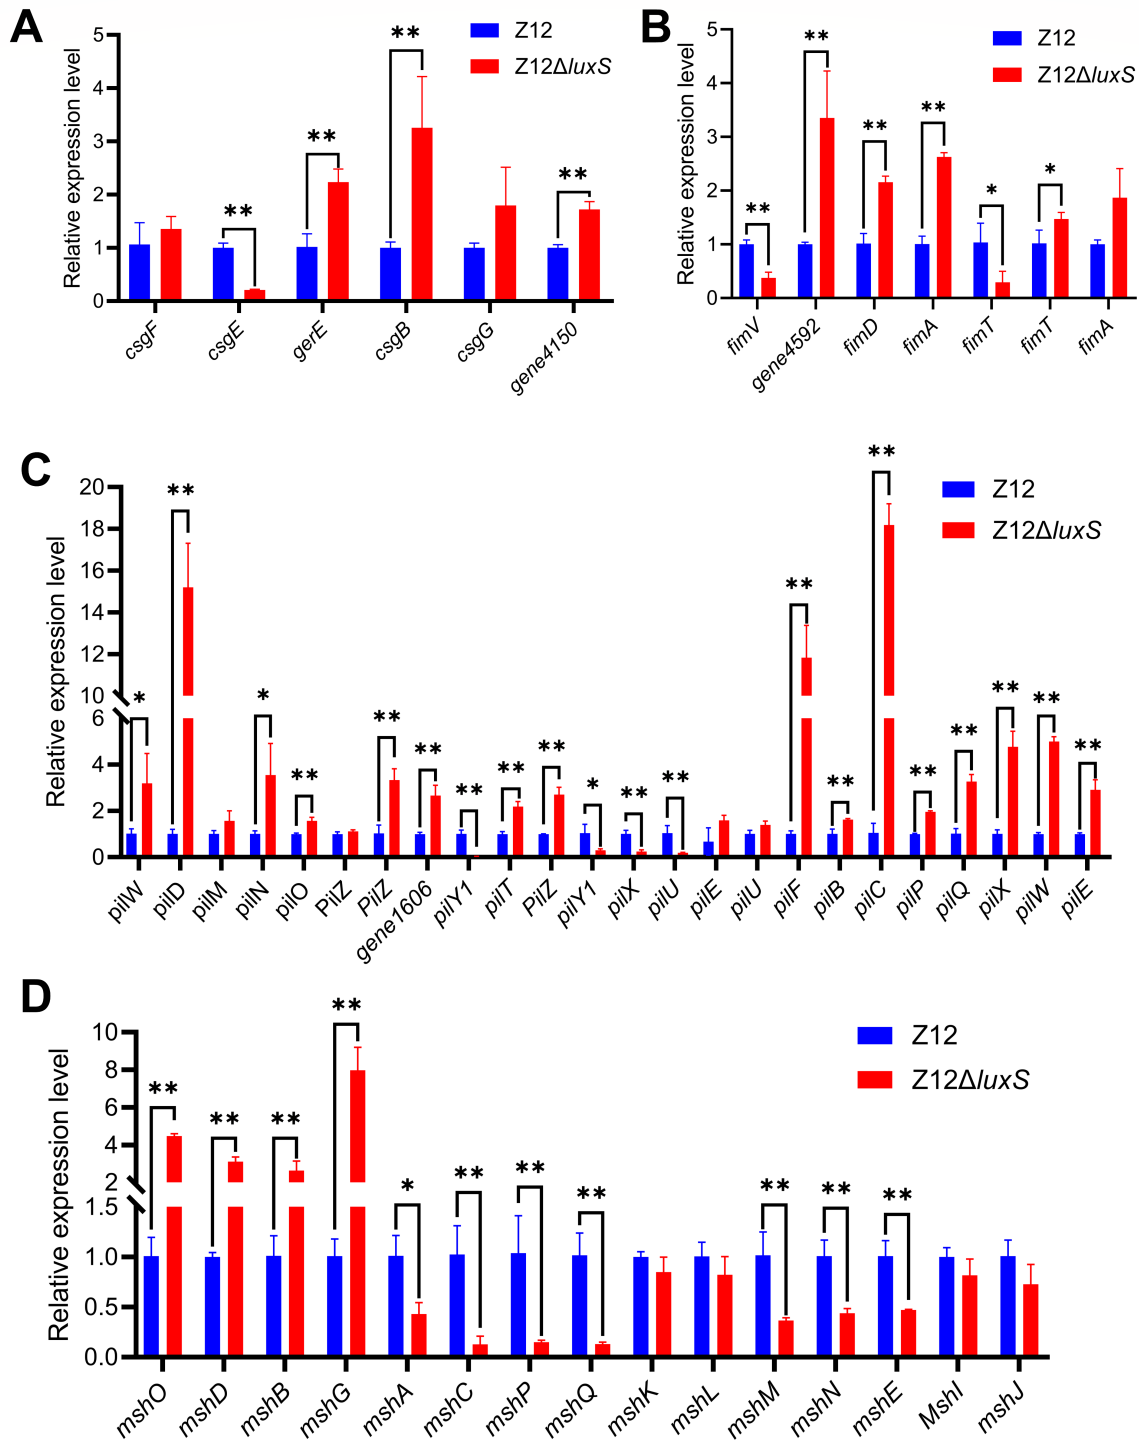 A
Relative expression level
5
4
3
2
1
0
** ** ** **
Z12
Z12ΔluxS
csgF csgE gerE csgB csgG gene4150
B
Relative expression level
5
4
3
2
1
0
** ** ** ** * *
Z12
Z12ΔluxS
fimV gene4592 fimD fimA fimT fimT fimA
C
Relative expression level
20
18
16
14
12
10
6
4
2
0
* ** * ** ** ** ** ** ** * ** ** ** ** ** ** ** ** ** **
Z12
Z12ΔluxS
pilW pilD pilM pilN pilO PilZ PilZ gene1606 pilY1 pilT PilZ pilY1 pilX pilU pilE pilU pilF pilB pilC pilP pilQ pilX pilW pilE
D
Relative expression level
10
8
6
4
2
1.5
1.0
0.5
0.0
** ** ** ** * ** ** ** ** ** **
Z12
Z12ΔluxS
mshO mshD mshB mshG mshA mshC mshP mshQ mshK mshL mshM mshN mshE MshI mshJ